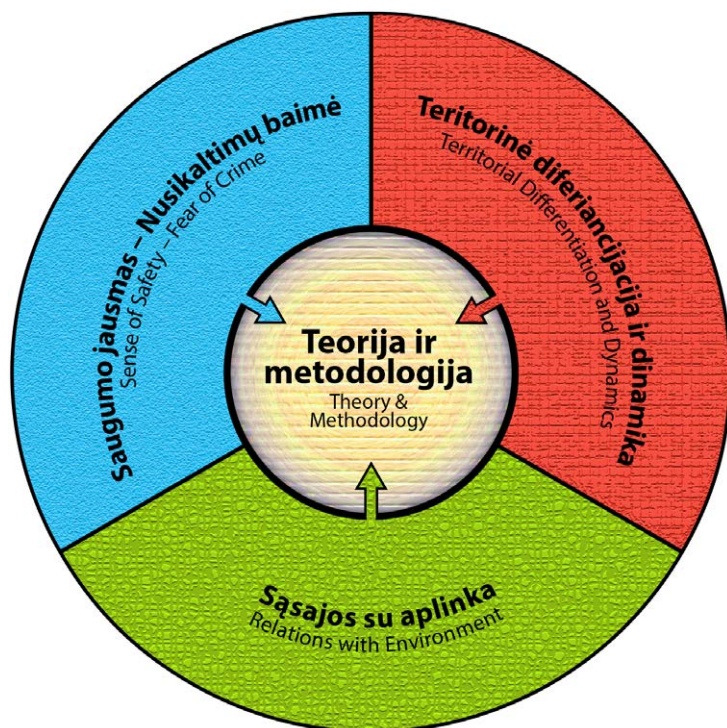 Saugumo jausmas – Nusikaltimų baimė
Sense of Safety – Fear of Crime
Teritorinė diferiancijacija ir dinamika
Territorial Differentiation and Dynamics
Teorija ir
metodologija
Theory &
Methodology
Sąsajos su aplinka
Relations with Environment